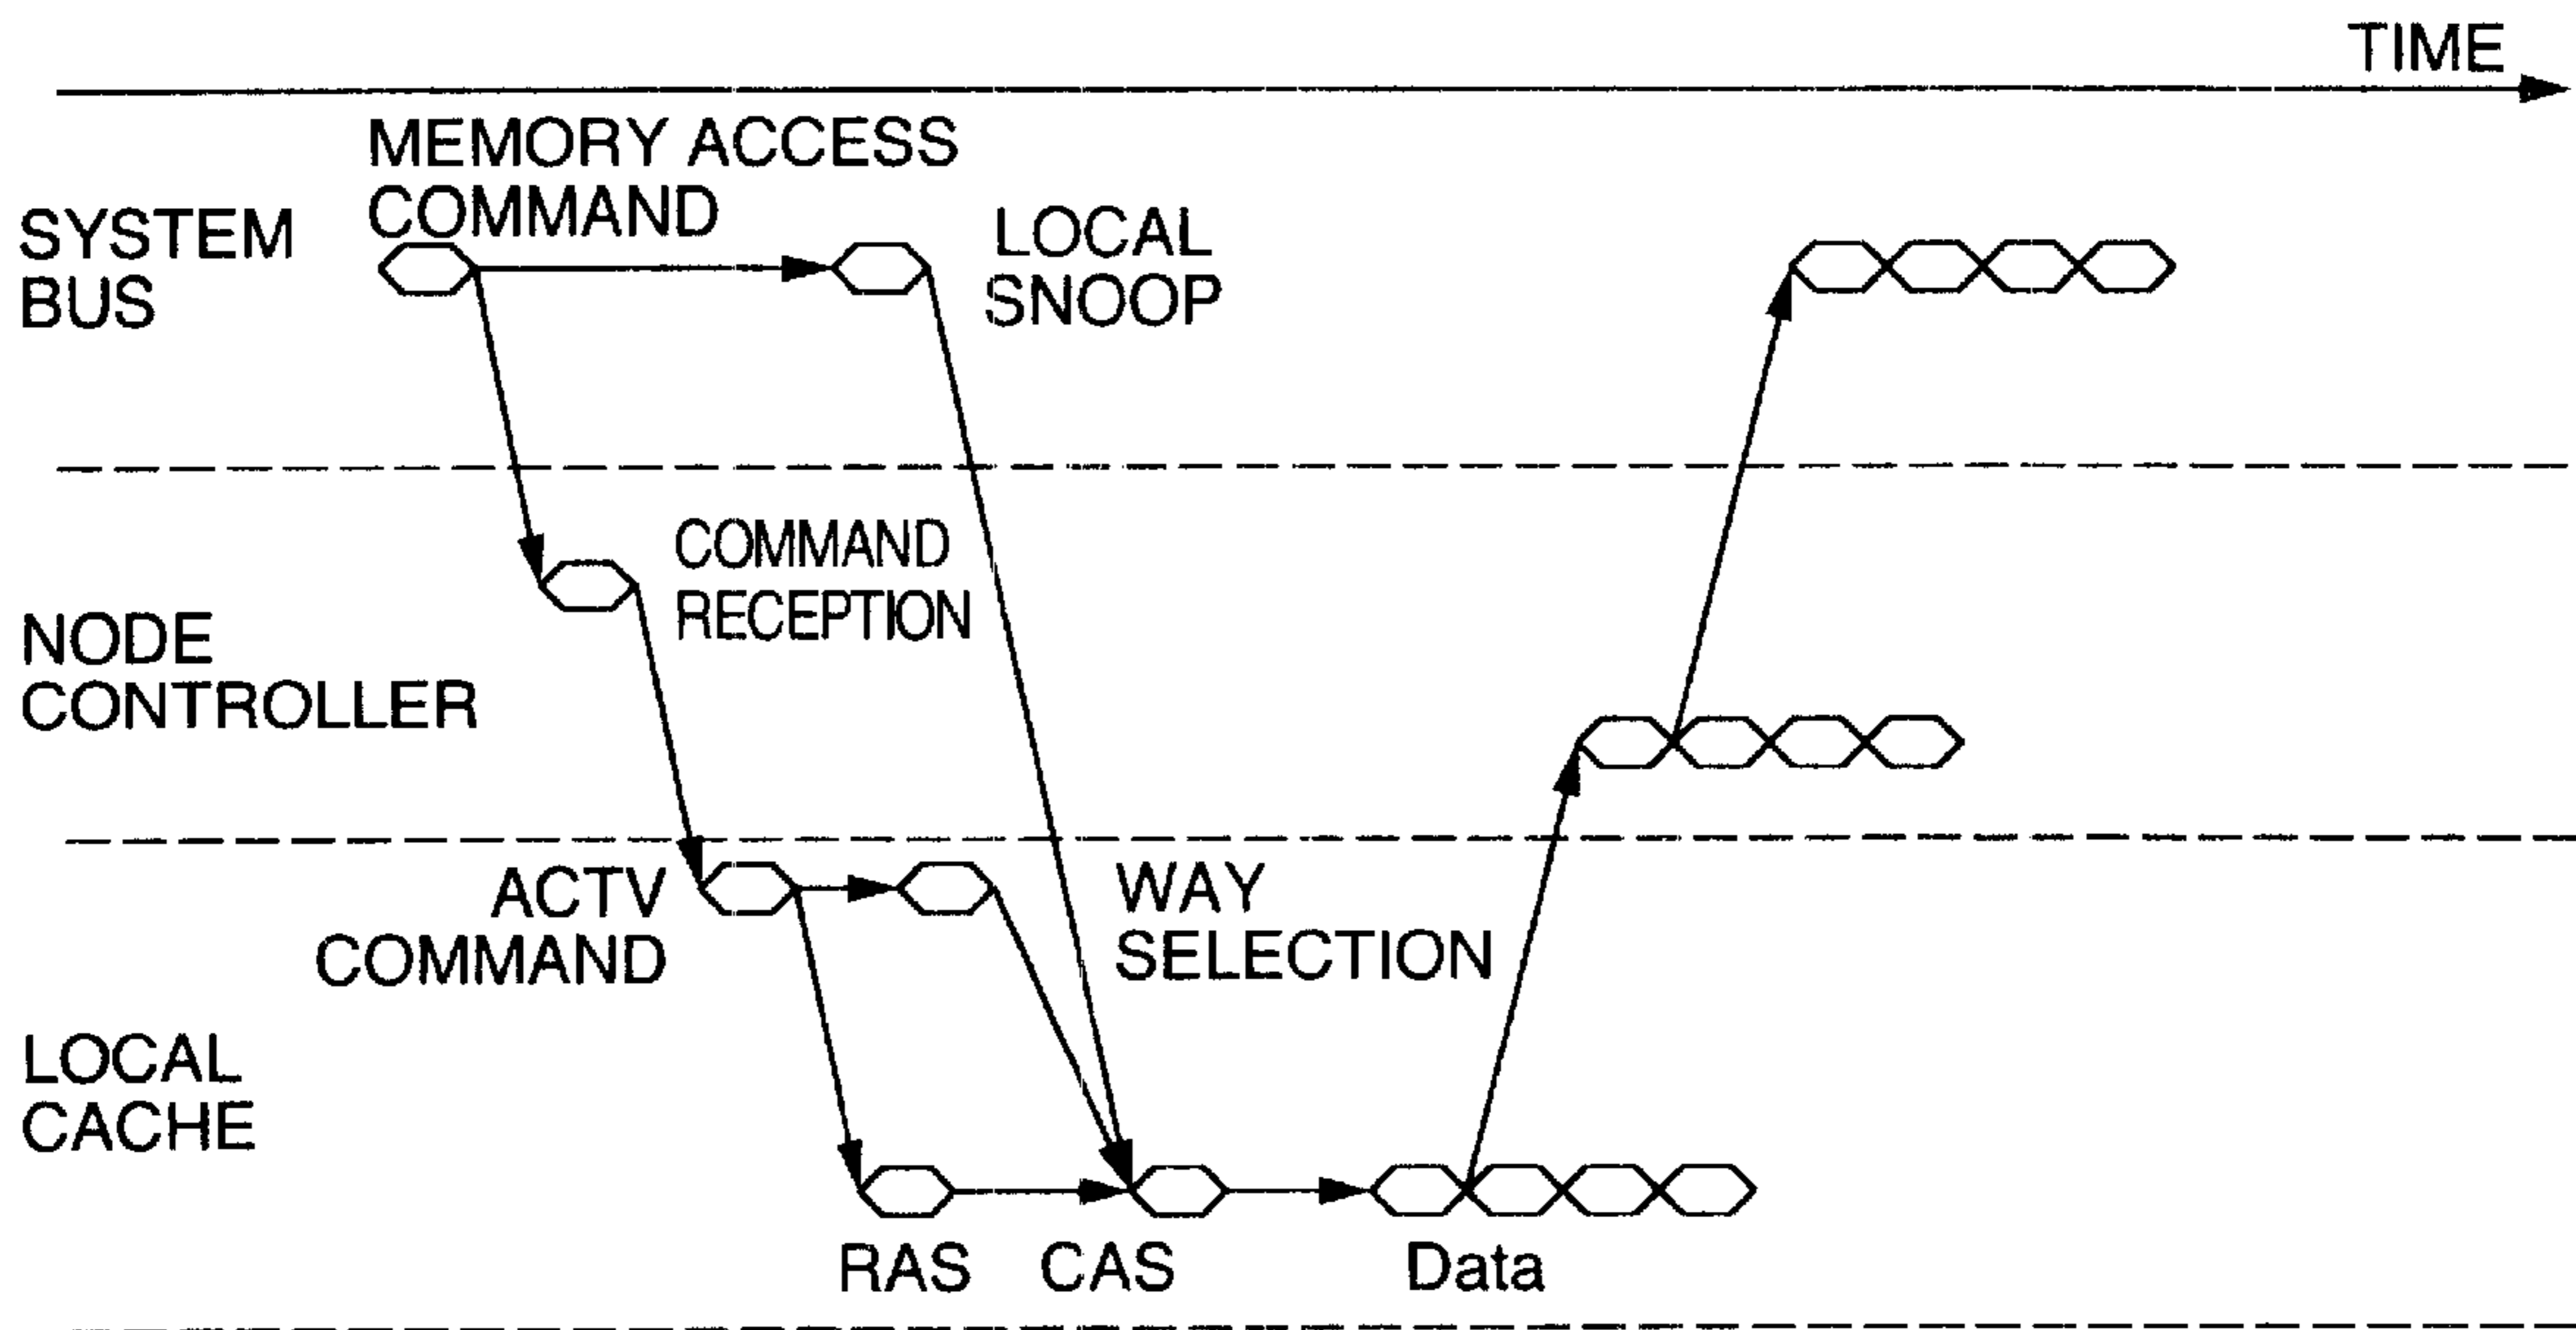 TIME
MEMORY ACCESS
COMMAND
SYSTEM
BUS
LOCAL
SNOOP
COMMAND
RECEPTION
NODE
CONTROLLER
ACTV
COMMAND
WAY
SELECTION
LOCAL
CACHE
RAS
CAS
Data